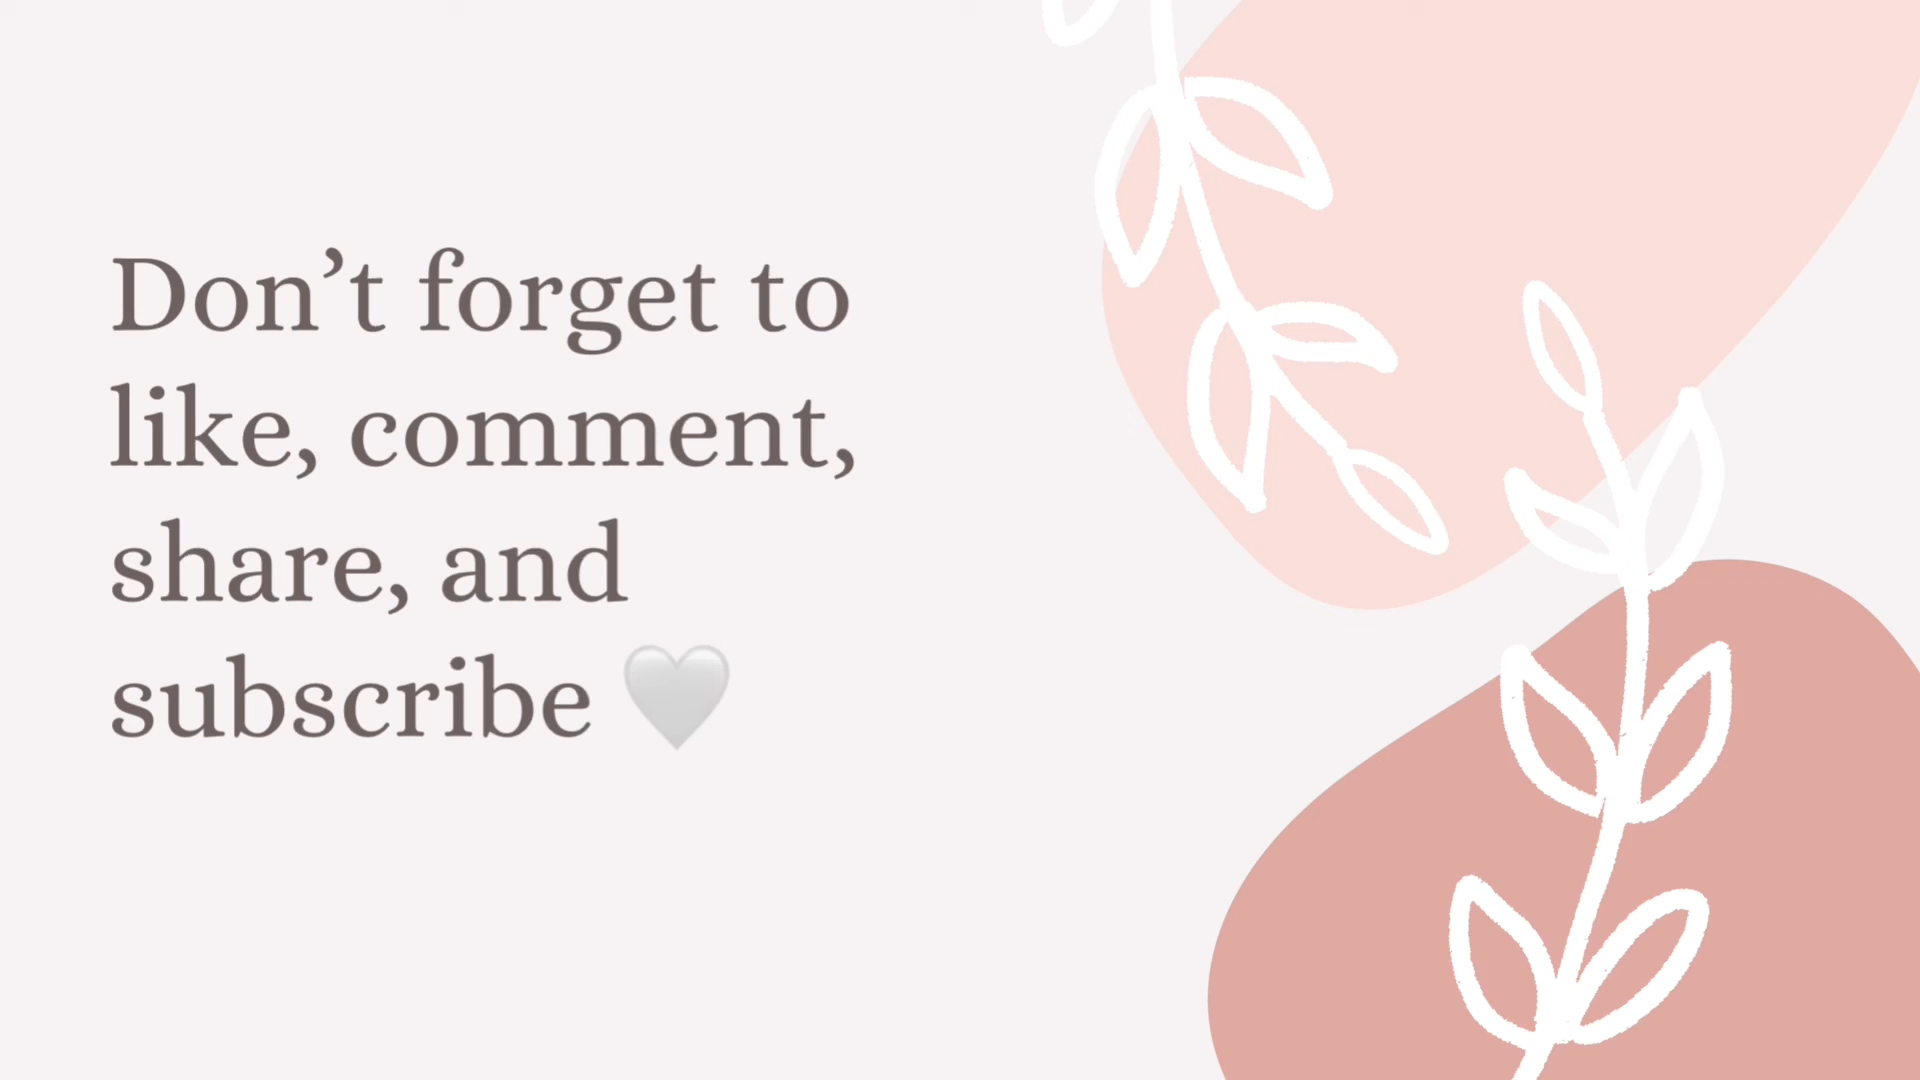 Don’t forget to
like, comment,
share, and
subscribe 🤍